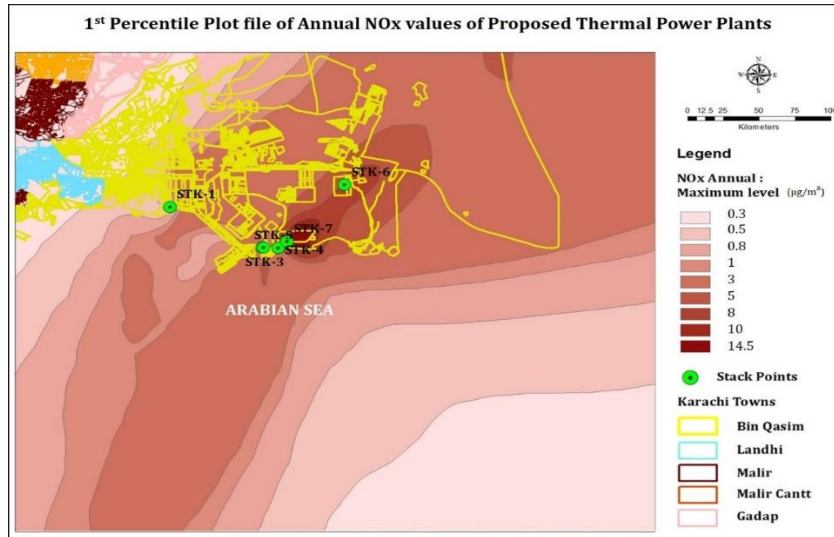 1st Percentile Plot file of Annual NOx values of Proposed Thermal Power Plants
N
W E
S
0 12.5 25 50 75 100
Kilometers
Legend
NOx Annual :
Maximum level (µg/m³)
0.3
0.5
0.8
1
3
5
8
10
14.5
Stack Points
Karachi Towns
Bin Qasim
Landhi
Malir
Malir Cantt
Gadap
STK-6
STK-1
STK-7
STK-4
STK-3
ARABIAN SEA